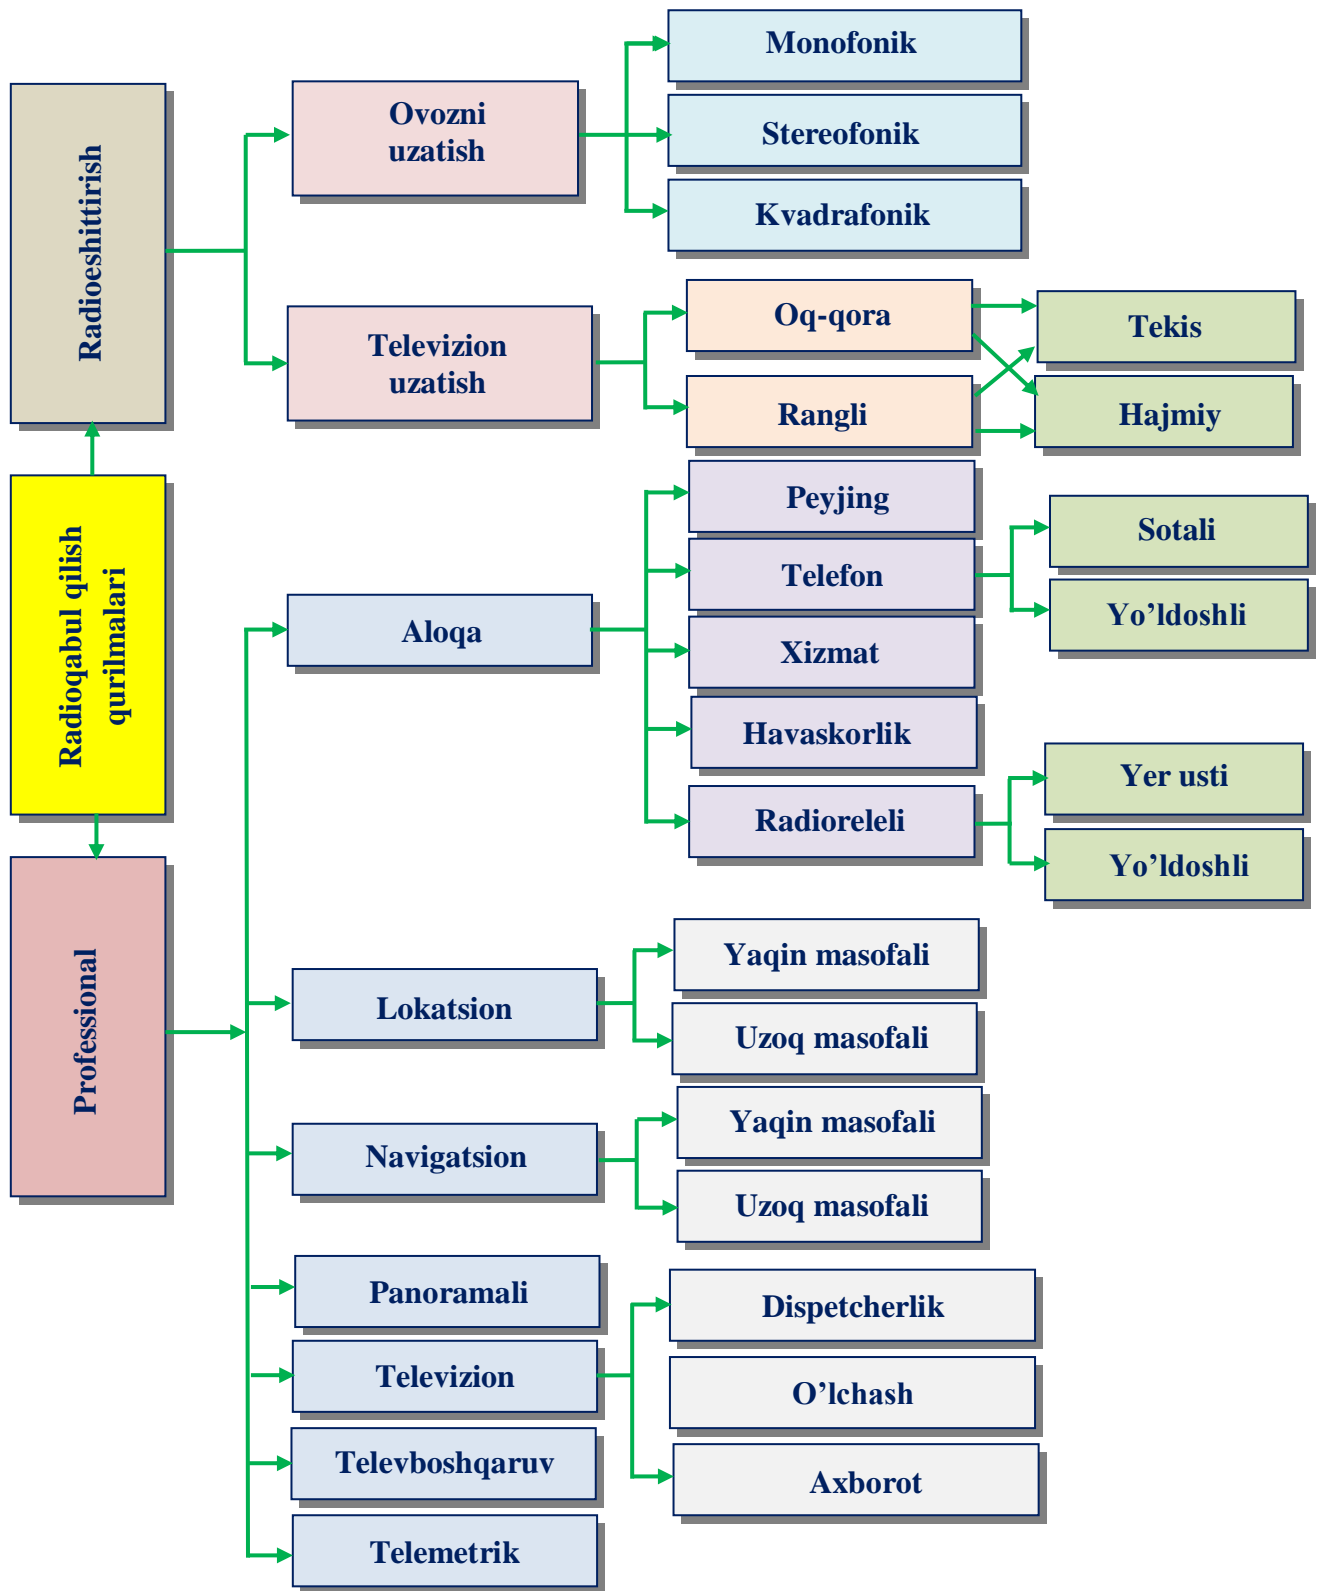 Radioqabul qilish
qurilmalari
Radioeshittirish
Ovozni
uzatish
Monofonik
Stereofonik
Kvadrafonik
Televizion
uzatish
Oq-qora
Rangli
Tekis
Hajmiy
Professional
Aloqa
Peyjing
Telefon
Sotali
Yo’ldoshli
Xizmat
Havaskorlik
Radioreleli
Yer usti
Yo’ldoshli
Lokatsion
Yaqin masofali
Uzoq masofali
Navigatsion
Yaqin masofali
Uzoq masofali
Panoramali
Televizion
Dispetcherlik
O’lchash
Axborot
Televboshqaruv
Telemetrik